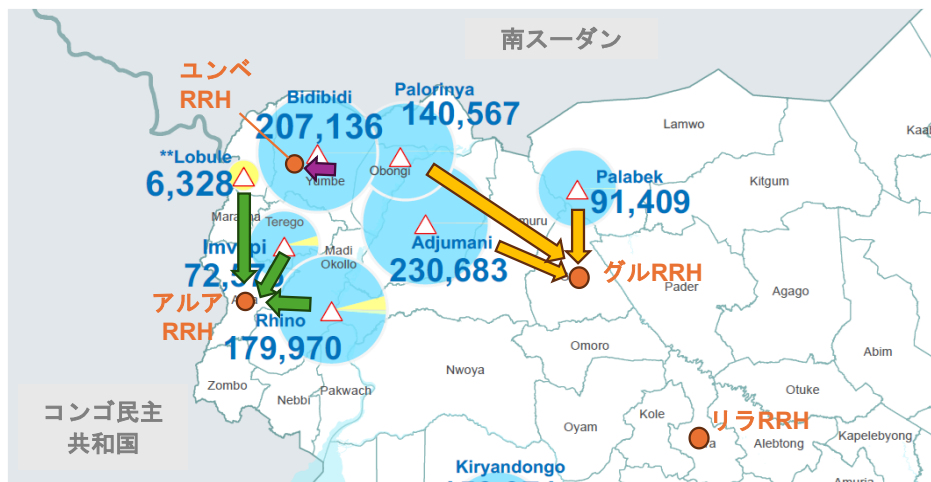 南スーダン
ユンベ
RRH
Bidibidi
207,136
Palorinya
140,567
Lamwo
**Lobule
6,328
Yumbe
Obongi
Palabek
91,409
Kitgum
Terego
Imvepi
Madi
Okollo
Adjumani
230,683
グルRRH
アルア
RRH
Rhino
179,970
Pader
Agago
Omoro
Abim
Zombo
Nebbi
Pakwach
Nwoya
Otuke
コンゴ民主
共和国
Oyam
Kole
リラRRH
Alebtong
Kapelebyong
Kiryandongo